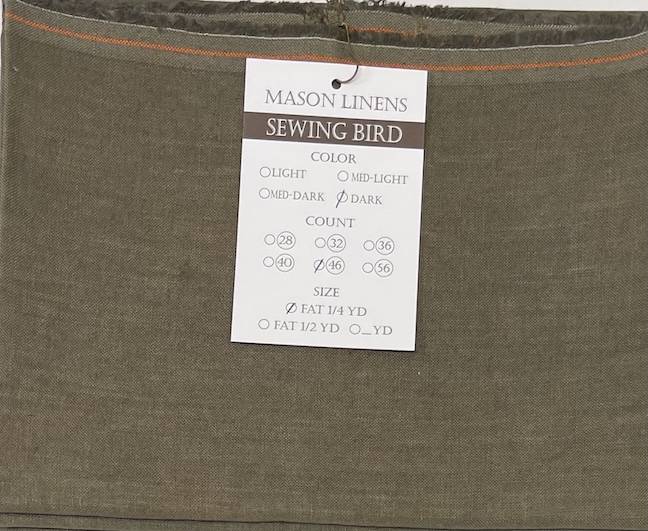 MASON LINENS
SEWING BIRD
COLOR
LIGHT MED-LIGHT
MED-DARK DARK
COUNT
28 32 36
40 46 56
SIZE
FAT 1/4 YD
FAT 1/2 YD _YD